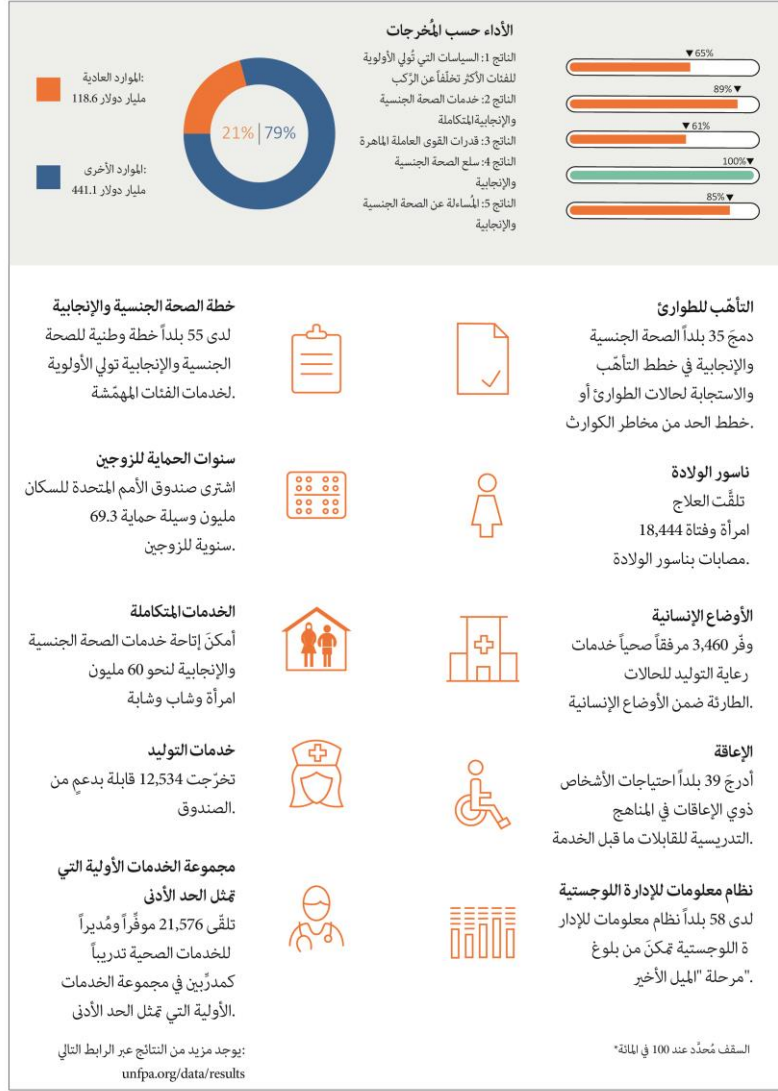 الأداء حسب المُخرجات
الناتج 1: السياسات التي تُولي الأولوية
للفئات الأكثر تخلّفاً عن الرَّكب
الناتج 2: خدمات الصحة الجنسية
والإنجابية المتكاملة
الناتج 3: قدرات القوى العاملة الماهرة
الناتج 4: سلع الصحة الجنسية
والإنجابية
الناتج 5: المُساءلة عن الصحة الجنسية
والإنجابية
65%▼
89%▼
61%▼
100%▼
85%▼
21% | 79%
الموارد العادية:
118.6 مليار دولار
الموارد الأخرى:
441.1 مليار دولار
التأهّب للطوارئ
دمجَ 35 بلداً الصحة الجنسية
والإنجابية في خطط التأهّب
والاستجابة لحالات الطوارئ أو
خطط الحد من مخاطر الكوارث.
ناسور الولادة
تلقَّت العلاج
18,444 امرأة وفتاة
مصابات بناسور الولادة.
الأوضاع الإنسانية
وفّر 3,460 مرفقاً صحياً خدمات
رعاية التوليد للحالات
الطارئة ضمن الأوضاع الإنسانية.
الإعاقة
أدرجَ 39 بلداً احتياجات الأشخاص
ذوي الإعاقات في المناهج
التدريسية للقابلات ما قبل الخدمة.
نظام معلومات للإدارة اللوجستية
لدى 58 بلداً نظام معلومات للإدار
ة اللوجستية تمكنَ من بلوغ
مرحلة "الميل الأخير".
خطة الصحة الجنسية والإنجابية
لدى 55 بلداً خطة وطنية للصحة
الجنسية والإنجابية تولي الأولوية
لخدمات الفئات المهمّشة.
سنوات الحماية للزوجين
اشترى صندوق الأمم المتحدة للسكان
69.3 مليون وسيلة حماية
سنوية للزوجين.
الخدمات المتكاملة
أمكنَ إتاحة خدمات الصحة الجنسية
والإنجابية لنحو 60 مليون
امرأة وشاب وشابة
خدمات التوليد
تخرّجت 12,534 قابلة بدعمٍ من
الصندوق.
مجموعة الخدمات الأولية التي
تمثل الحد الأدنى
تلقّى 21,576 موفِّراً ومُديراً
للخدمات الصحية تدريباً
كمدرِّبين في مجموعة الخدمات
الأولية التي تمثل الحد الأدنى.
*السقف مُحدَّد عند 100 في المائة
يوجد مزيد من النتائج عبر الرابط التالي:
unfpa.org/data/results